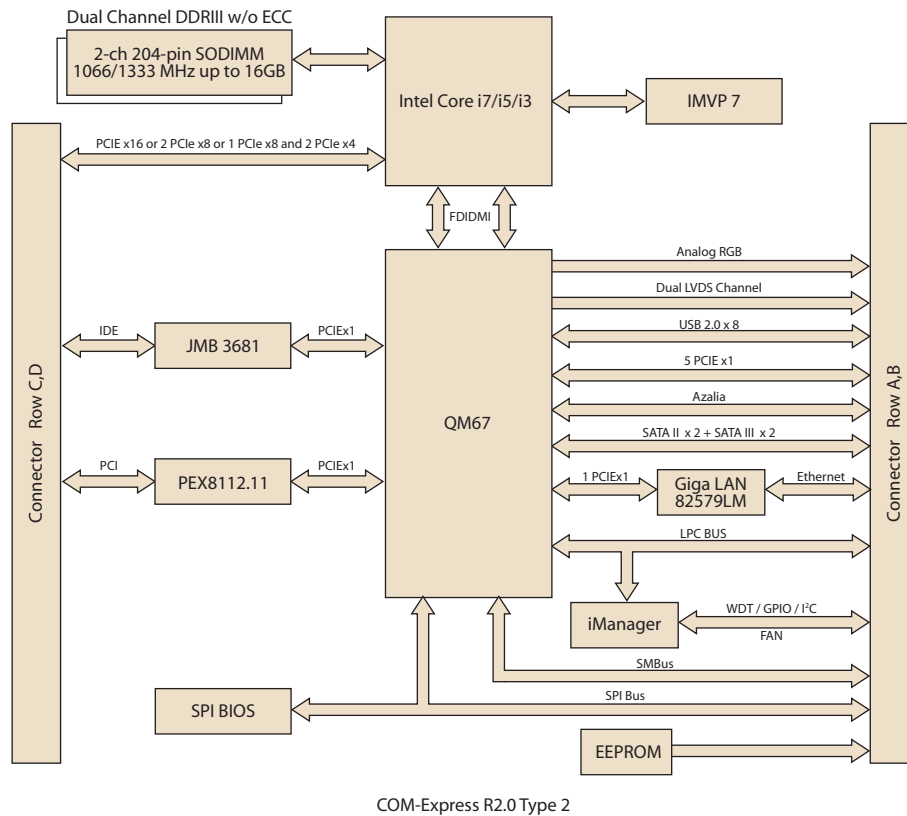 Dual Channel DDRIII w/o ECC
2-ch 204-pin SODIMM
1066/1333 MHz up to 16GB
Intel Core i7/i5/i3
IMVP 7
PCIE x16 or 2 PCIe x8 or 1 PCIe x8 and 2 PCIe x4
FDIDMI
Connector Row C,D
Connector Row A,B
QM67
Analog RGB
Dual LVDS Channel
USB 2.0 x 8
IDE
JMB 3681
PCIEx1
5 PCIE x1
Azalia
SATA II x 2 + SATA III x 2
PCI
PEX8112.11
PCIEx1
1 PCIEx1
Giga LAN
82579LM
Ethernet
LPC BUS
iManager
WDT / GPIO / I²C
FAN
SMBus
SPI BIOS
SPI Bus
EEPROM
COM-Express R2.0 Type 2